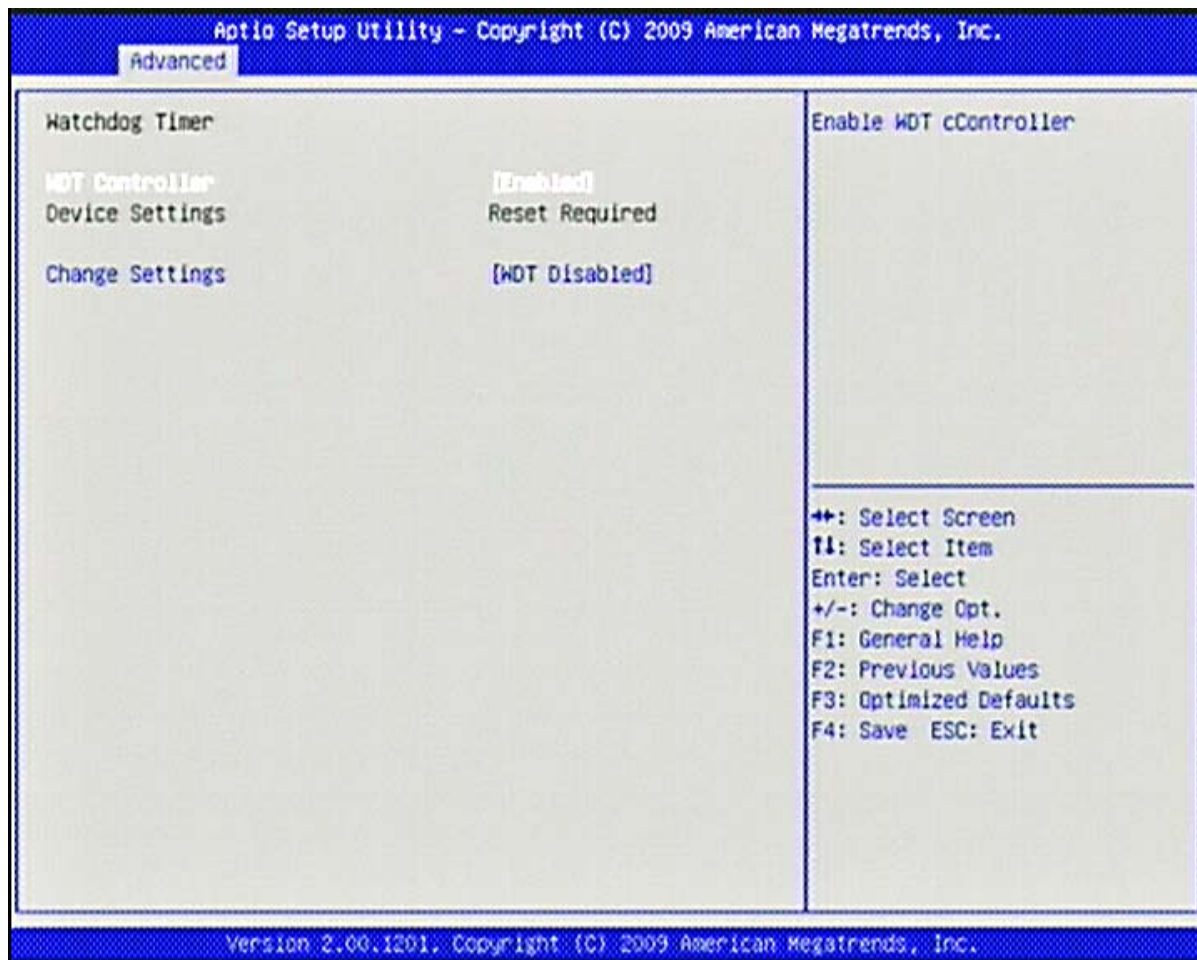 Aptio Setup Utility - Copyright (C) 2009 American Megatrends, Inc.
Advanced
Watchdog Timer
WDT Controller [Enabled]
Device Settings Reset Required
Change Settings [WDT Disabled]
Enable WDT cController
→←: Select Screen
↑↓: Select Item
Enter: Select
+/-: Change Opt.
F1: General Help
F2: Previous Values
F3: Optimized Defaults
F4: Save ESC: Exit
Version 2.00.1201. Copyright (C) 2009 American Megatrends, Inc.